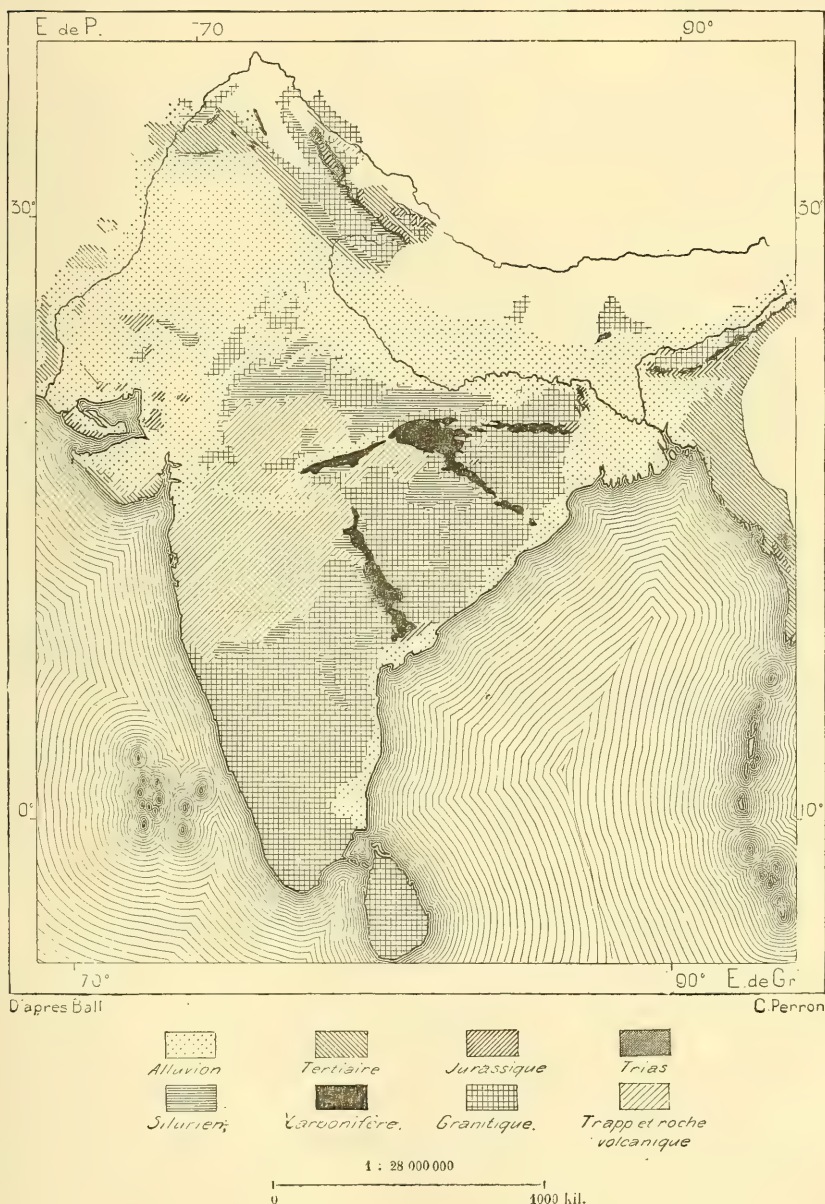 E de P.
70
90°
30°
30°
0°
10°
70°
90° E. de Gr
D'apres Ball
C. Perron
Alluvion
Tertiaire
Jurassique
Trias
Silurien;
Carbonifère.
Granitique.
Trapp et roche
volcanique
1 : 28 000 000
0
1000 kil.